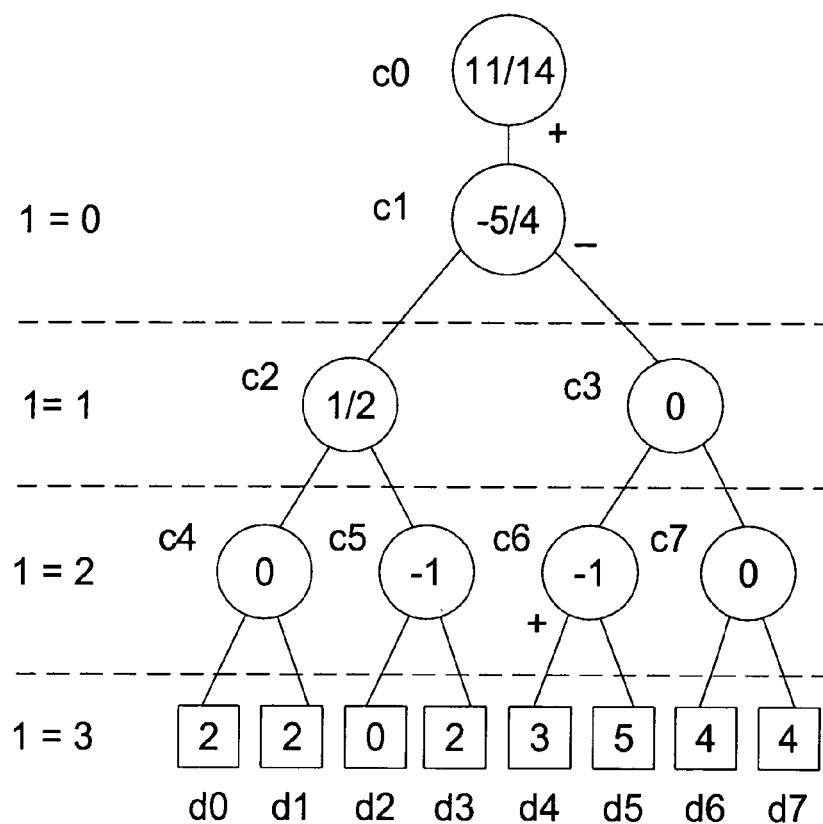 c0 11/14
+
1 = 0 c1 -5/4 –
1= 1 c2 1/2 c3 0
1 = 2 c4 0 c5 -1 c6 -1 c7 0
+
1 = 3 2 2 0 2 3 5 4 4
d0 d1 d2 d3 d4 d5 d6 d7